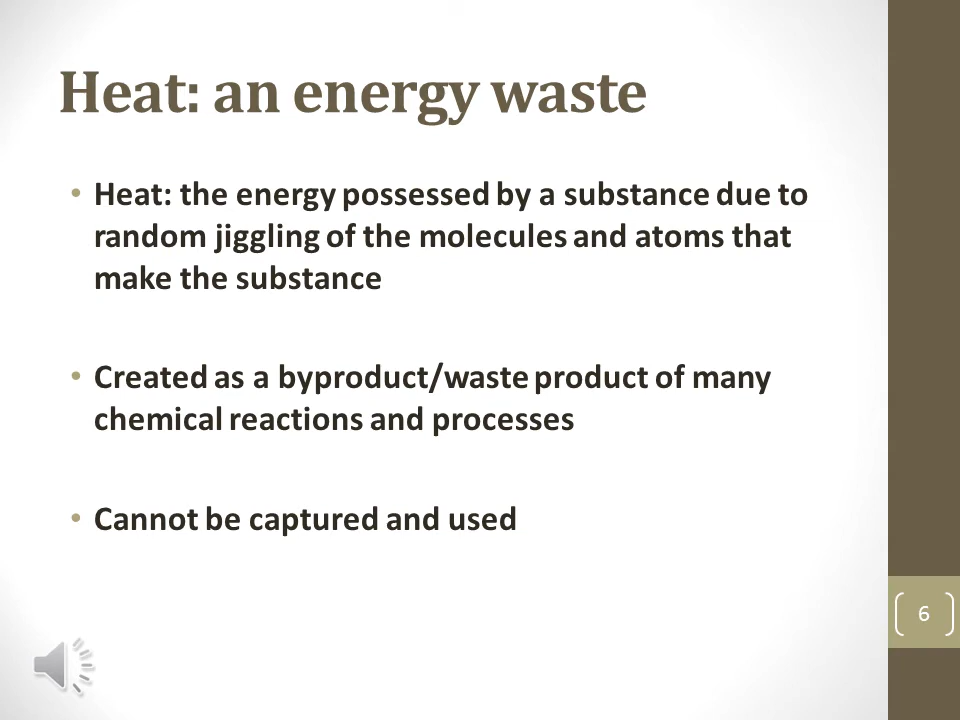 Heat: an energy waste
• Heat: the energy possessed by a substance due to
random jiggling of the molecules and atoms that
make the substance
• Created as a byproduct/waste product of many
chemical reactions and processes
• Cannot be captured and used
6